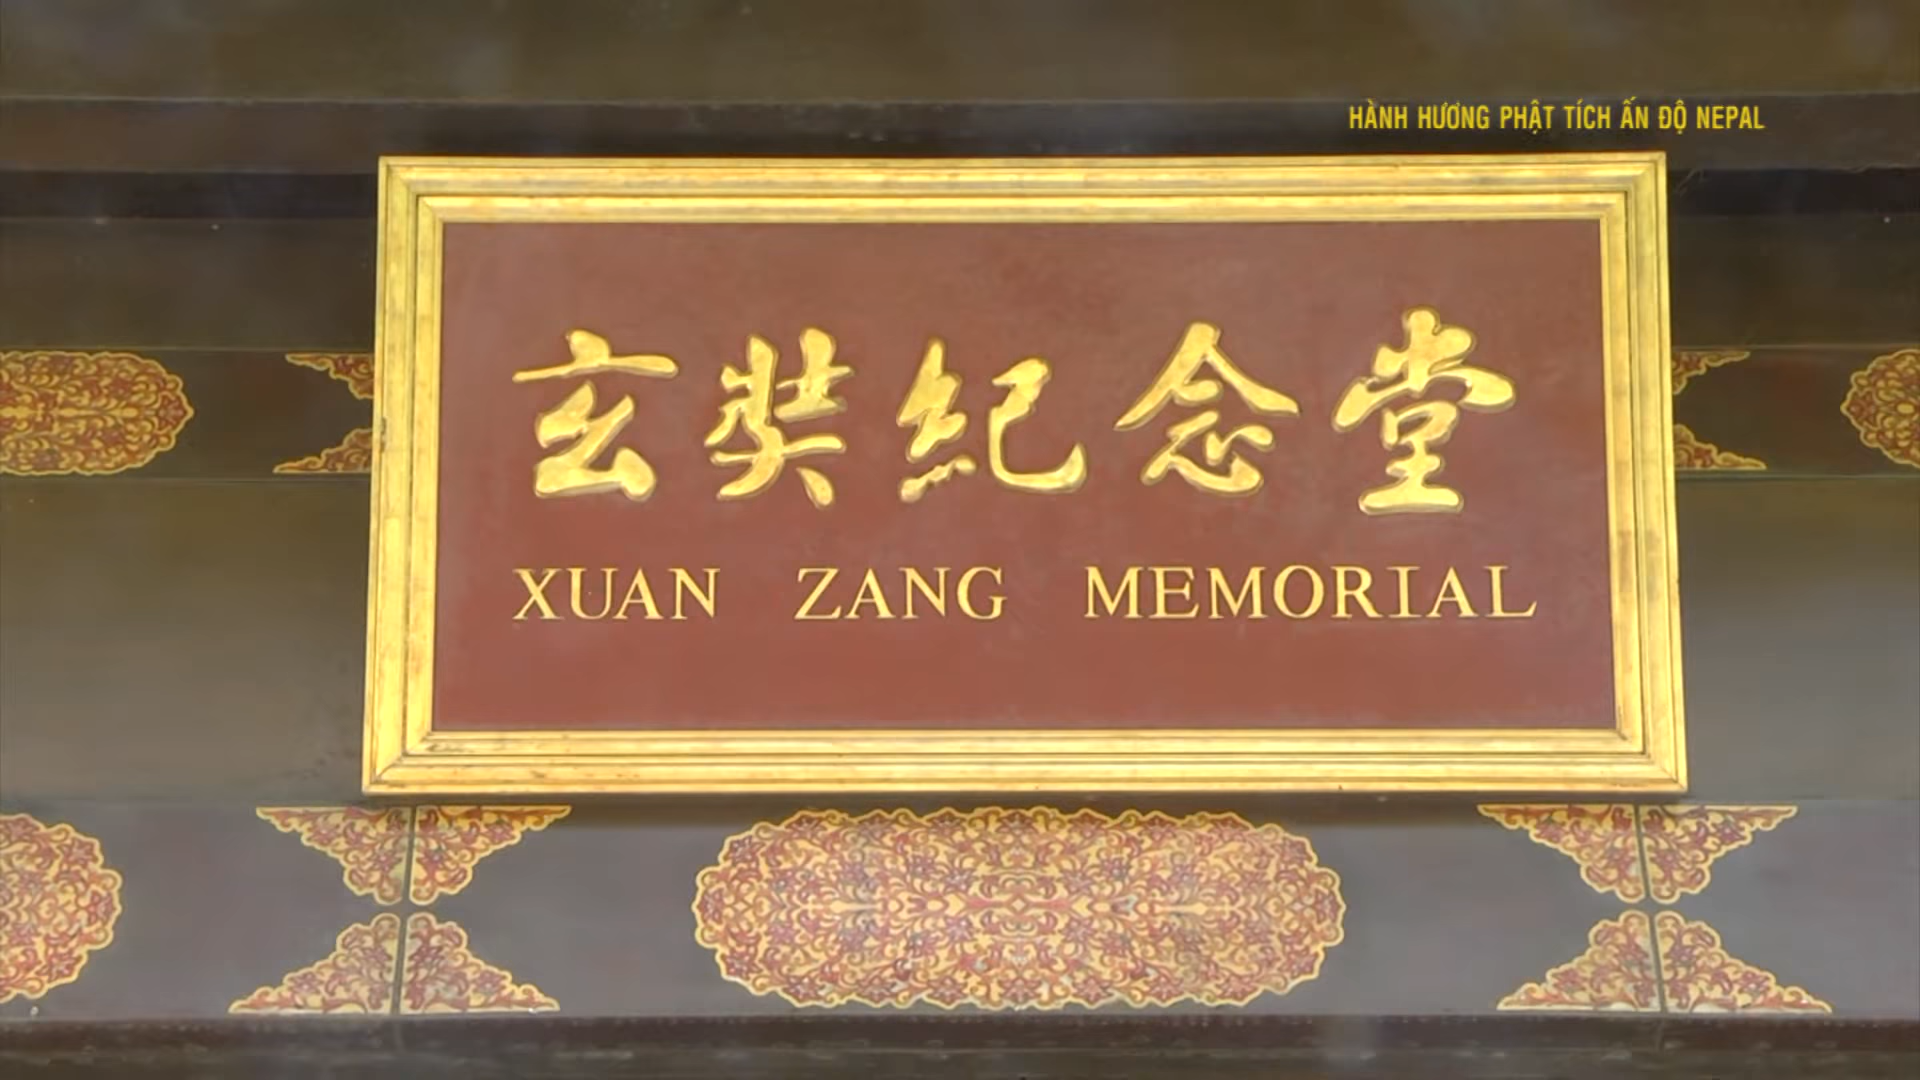 HÀNH HƯƠNG PHẬT TÍCH ẤN ĐỘ NEPAL
玄奘紀念堂
XUAN ZANG MEMORIAL